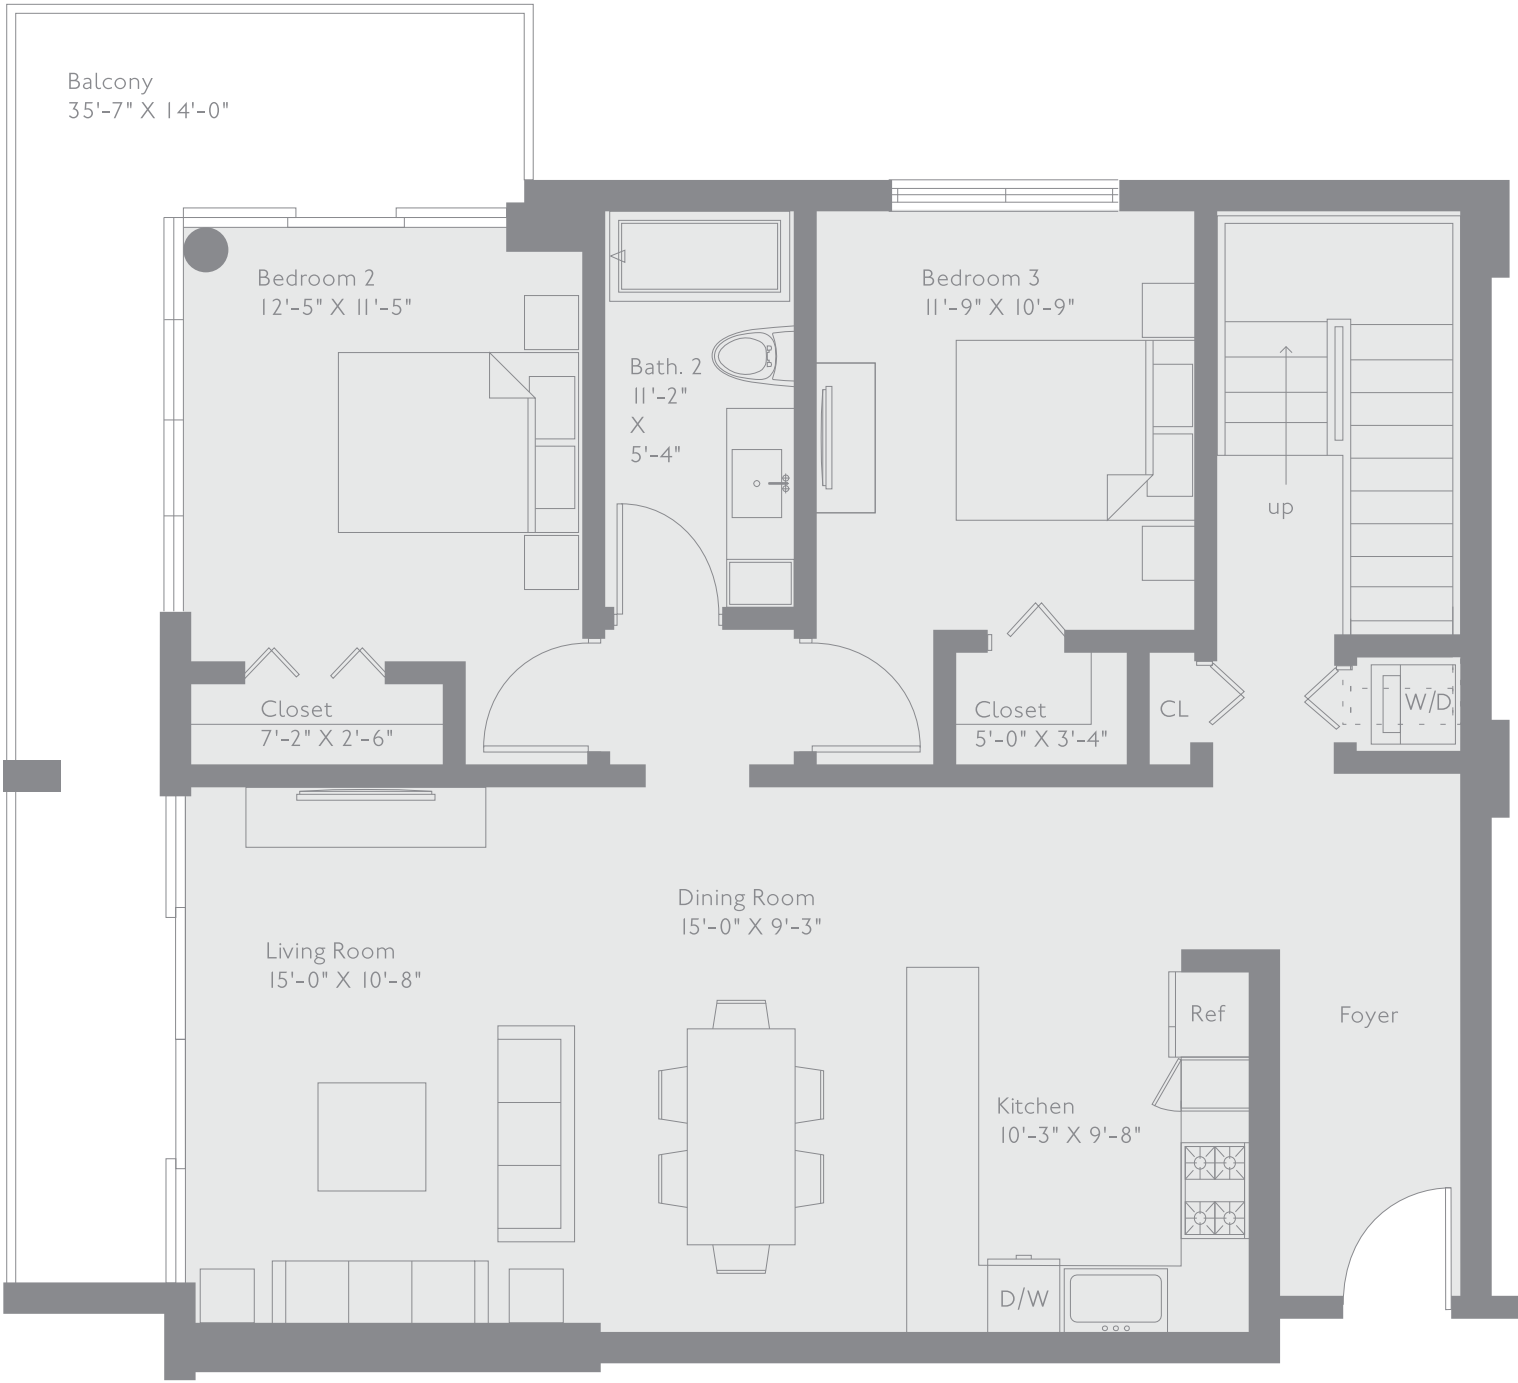 Balcony
35'-7" X 14'-0"
Bedroom 2
12'-5" X 11'-5"
Bath. 2
11'-2"
X
5'-4"
Bedroom 3
11'-9" X 10'-9"
up
Closet
7'-2" X 2'-6"
Closet
5'-0" X 3'-4"
CL
W/D
Dining Room
15'-0" X 9'-3"
Living Room
15'-0" X 10'-8"
Ref
Foyer
Kitchen
10'-3" X 9'-8"
D/W